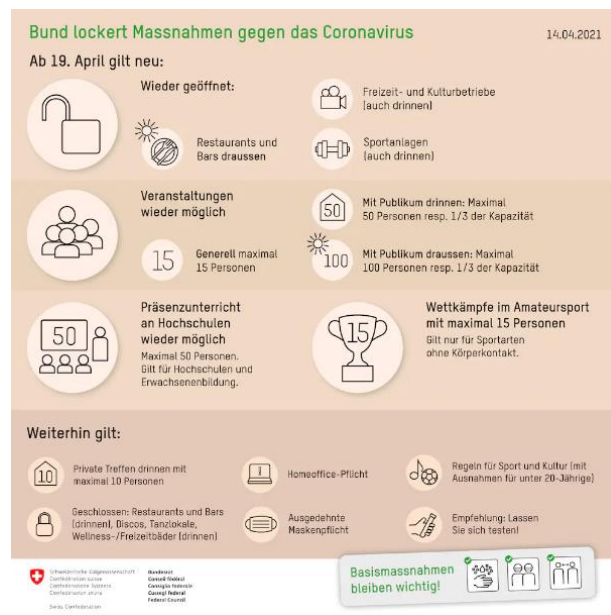 Bund lockert Massnahmen gegen das Coronavirus
14.04.2021
Ab 19. April gilt neu:
Wieder geöffnet:
Restaurants und
Bars draussen
Freizeit- und Kulturbetriebe
(auch drinnen)
Sportanlagen
(auch drinnen)
Veranstaltungen
wieder möglich
15
Generell maximal
15 Personen
50
Mit Publikum drinnen: Maximal
50 Personen resp. 1/3 der Kapazität
100
Mit Publikum draussen: Maximal
100 Personen resp. 1/3 der Kapazität
50
Präsenzunterricht
an Hochschulen
wieder möglich
Maximal 50 Personen.
Gilt für Hochschulen und
Erwachsenenbildung.
15
Wettkämpfe im Amateursport
mit maximal 15 Personen
Gilt nur für Sportarten
ohne Körperkontakt.
Weiterhin gilt:
10
Private Treffen drinnen mit
maximal 10 Personen
Homeoffice-Pflicht
Regeln für Sport und Kultur (mit
Ausnahmen für unter 20-Jährige)
Geschlossen: Restaurants und Bars
(drinnen), Discos, Tanzlokale,
Wellness-/Freizeitbäder (drinnen)
Ausgedehnte
Maskenpflicht
Empfehlung: Lassen
Sie sich testen!
Schweizerische Eidgenossenschaft
Confédération suisse
Confederazione Svizzera
Confederaziun svizra
Swiss Confederation
Bundesrat
Conseil fédéral
Consiglio federale
Cussegl federal
Federal Council
Basismassnahmen
bleiben wichtig!